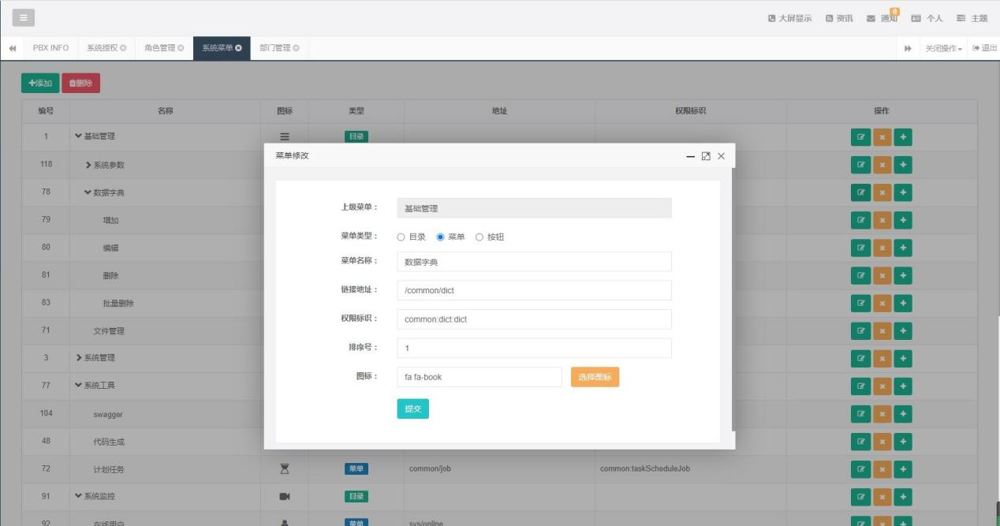 大屏显示 资讯 通知 0 个人 主题
PBX INFO 系统授权 角色管理 系统菜单 部门管理 关闭操作 退出
添加 删除
编号 名称 图标 类型 地址 权限标识 操作
1 基础管理 目录
118 系统参数
78 数据字典
79 增加
80 编辑
81 删除
83 批量删除
71 文件管理
3 系统管理
77 系统工具
104 swagger
48 代码生成
72 计划任务 菜单 common/job common:taskScheduleJob
91 系统监控 目录
92 在线用户 菜单 sys/online
菜单修改
上级菜单： 基础管理
菜单类型： 目录 菜单 按钮
菜单名称： 数据字典
链接地址： /common/dict
权限标识： common:dict:dict
排序号： 1
图标： fa fa-book 选择图标
提交